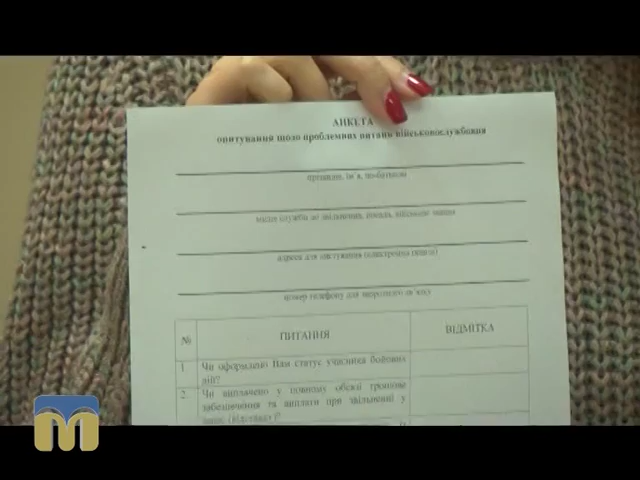 АНКЕТА
опитування щодо проблемних питань військовослужбовця
прізвище, ім'я, по-батькові
місце служби до звільнення, посада, військове звання
адреса для листування (електронна пошта)
номер телефону для зворотного зв'язку
№ ПИТАННЯ ВІДМІТКА
1. Чи оформлено Вам статус учасника бойових
дій?
2. Чи виплачено у повному обсязі грошове
забезпечення та виплати при звільненні у
запас (відставку)?
М